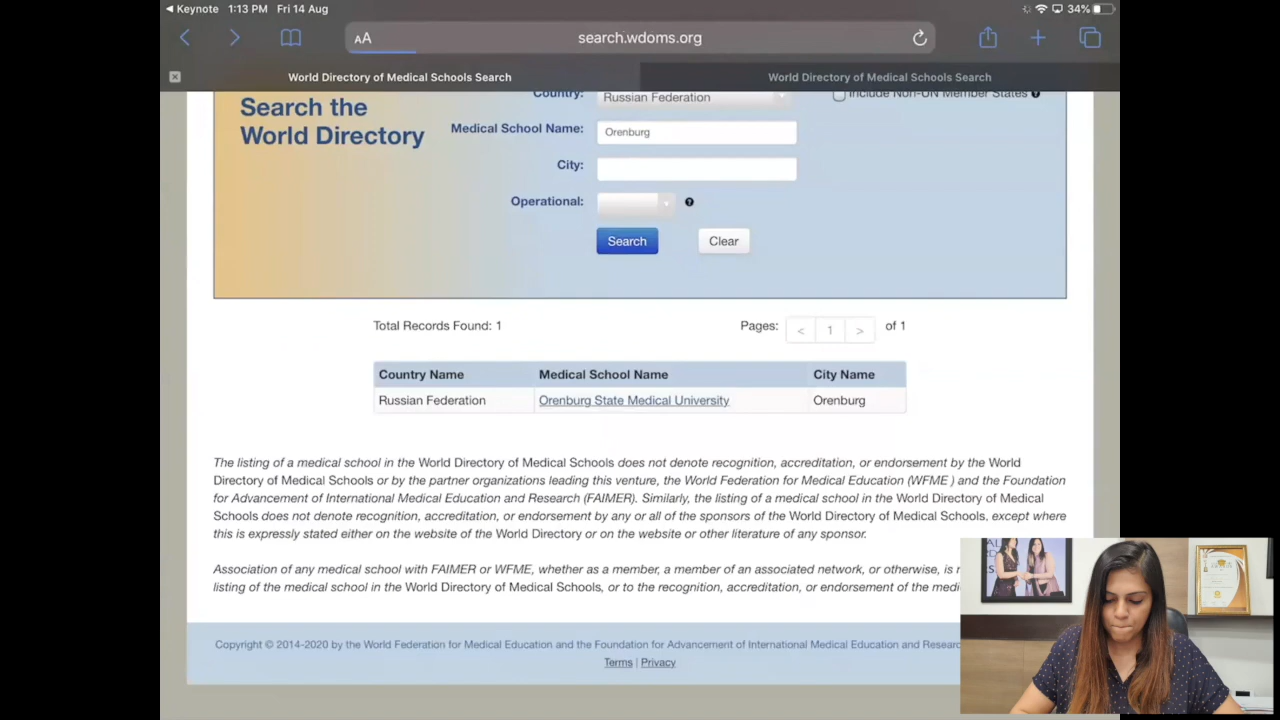 Keynote 1:13 PM Fri 14 Aug 34%
AA search.wdoms.org
World Directory of Medical Schools Search World Directory of Medical Schools Search
Search the
World Directory
Country: Russian Federation Include Non-UN Member States
Medical School Name: Orenburg
City:
Operational:
Search Clear
Total Records Found: 1 Pages: < 1 > of 1
Country Name Medical School Name City Name
Russian Federation Orenburg State Medical University Orenburg
The listing of a medical school in the World Directory of Medical Schools does not denote recognition, accreditation, or endorsement by the World
Directory of Medical Schools or by the partner organizations leading this venture, the World Federation for Medical Education (WFME ) and the Foundation
for Advancement of International Medical Education and Research (FAIMER). Similarly, the listing of a medical school in the World Directory of Medical
Schools does not denote recognition, accreditation, or endorsement by any or all of the sponsors of the World Directory of Medical Schools, except where
this is expressly stated either on the website of the World Directory or on the website or other literature of any sponsor.
Association of any medical school with FAIMER or WFME, whether as a member, a member of an associated network, or otherwise, is
listing of the medical school in the World Directory of Medical Schools, or to the recognition, accreditation, or endorsement of the
Copyright © 2014-2020 by the World Federation for Medical Education and the Foundation for Advancement of International Medical Education and
Terms | Privacy